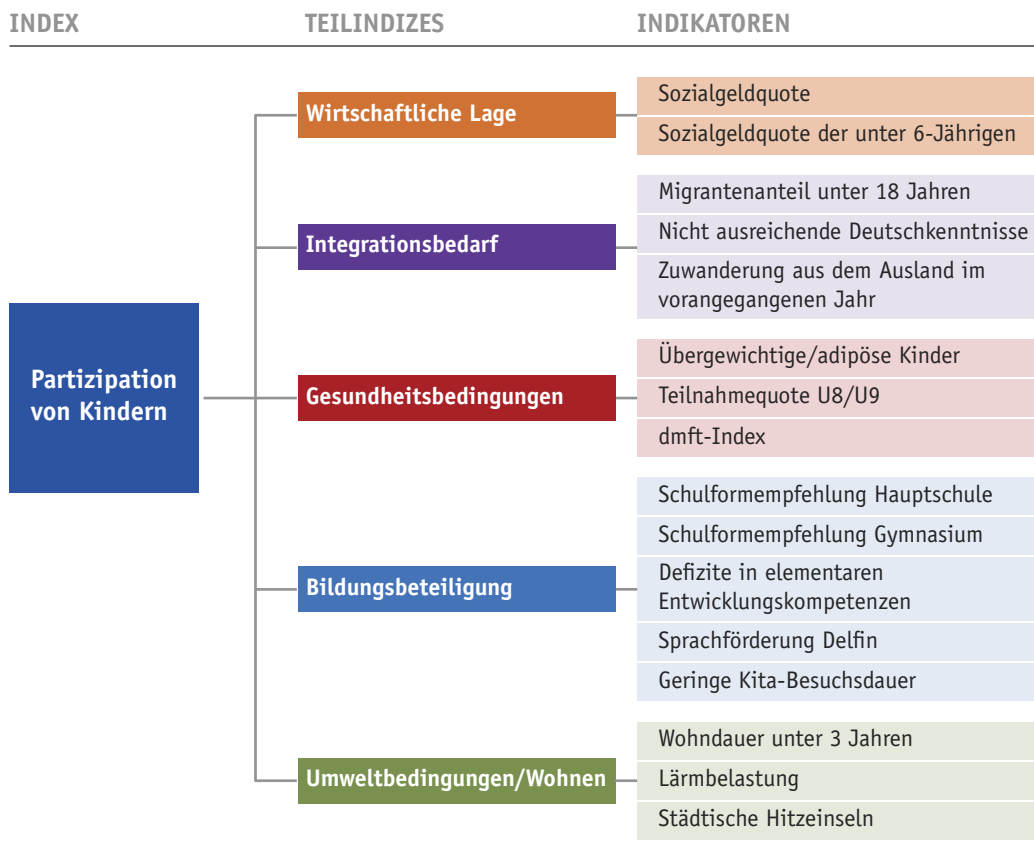 INDEX
TEILINDIZES
INDIKATOREN
Partizipation
von Kindern
Wirtschaftliche Lage
Sozialgeldquote
Sozialgeldquote der unter 6-Jährigen
Integrationsbedarf
Migrantenanteil unter 18 Jahren
Nicht ausreichende Deutschkenntnisse
Zuwanderung aus dem Ausland im
vorangegangenen Jahr
Gesundheitsbedingungen
Übergewichtige/adipöse Kinder
Teilnahmequote U8/U9
dmft-Index
Bildungsbeteiligung
Schulformempfehlung Hauptschule
Schulformempfehlung Gymnasium
Defizite in elementaren
Entwicklungskompetenzen
Sprachförderung Delfin
Geringe Kita-Besuchsdauer
Umweltbedingungen/Wohnen
Wohndauer unter 3 Jahren
Lärmbelastung
Städtische Hitzeinseln